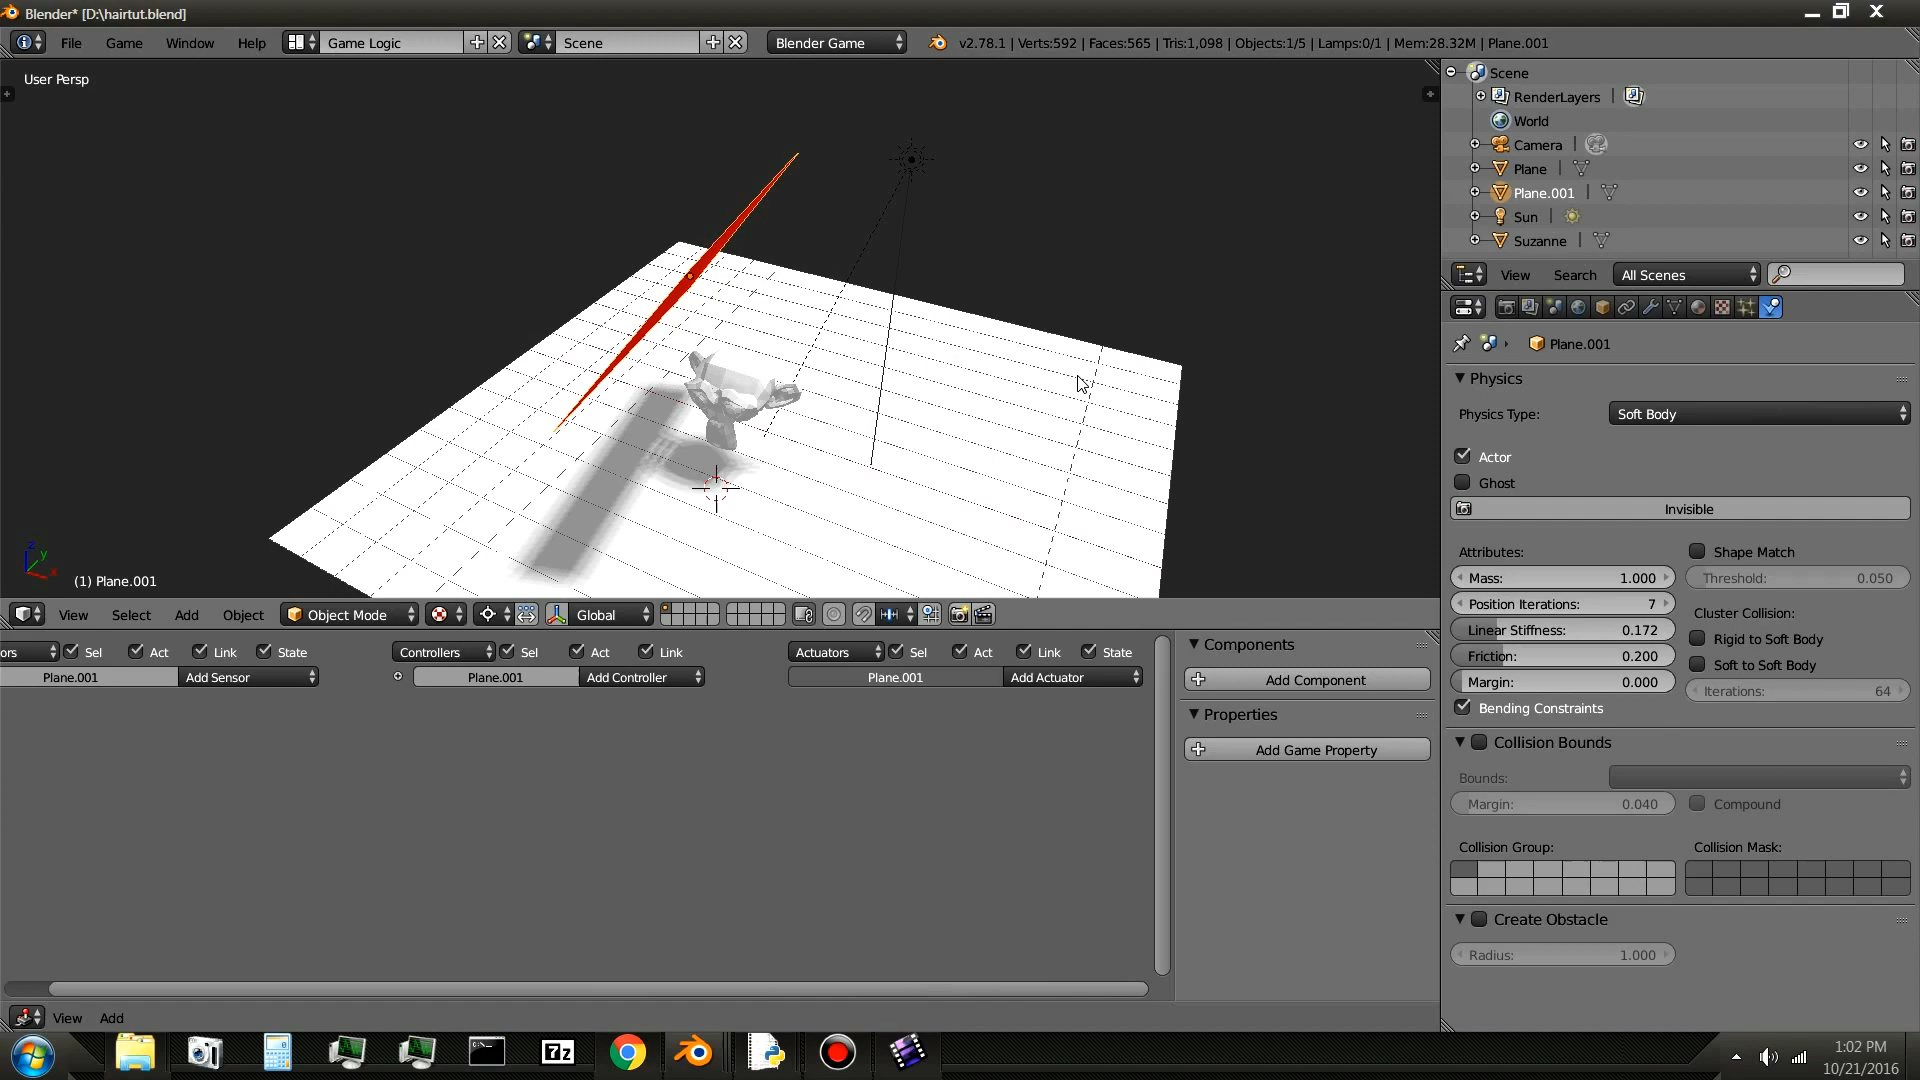 Blender* [D:\hairtut.blend]
File Game Window Help Game Logic Scene Blender Game v2.78.1 | Verts:592 | Faces:565 | Tris:1,098 | Objects:1/5 | Lamps:0/1 | Mem:28.32M | Plane.001
User Persp
(1) Plane.001
View Select Add Object Object Mode Global
Scene
RenderLayers
World
Camera
Plane
Plane.001
Sun
Suzanne
View Search All Scenes
Plane.001
Physics
Physics Type: Soft Body
Actor
Ghost
Invisible
Attributes: Shape Match
Mass: 1.000 Threshold: 0.050
Position Iterations: 7 Cluster Collision:
Linear Stiffness: 0.172 Rigid to Soft Body
Friction: 0.200 Soft to Soft Body
Margin: 0.000 Iterations: 64
Bending Constraints
Collision Bounds
Bounds:
Margin: 0.040 Compound
Collision Group: Collision Mask:
Create Obstacle
Radius: 1.000
ors Sel Act Link State Controllers Sel Act Link Actuators Sel Act Link State
Plane.001 Add Sensor Plane.001 Add Controller Plane.001 Add Actuator
Components
Add Component
Properties
Add Game Property
View Add
7z
1:02 PM
10/21/2016